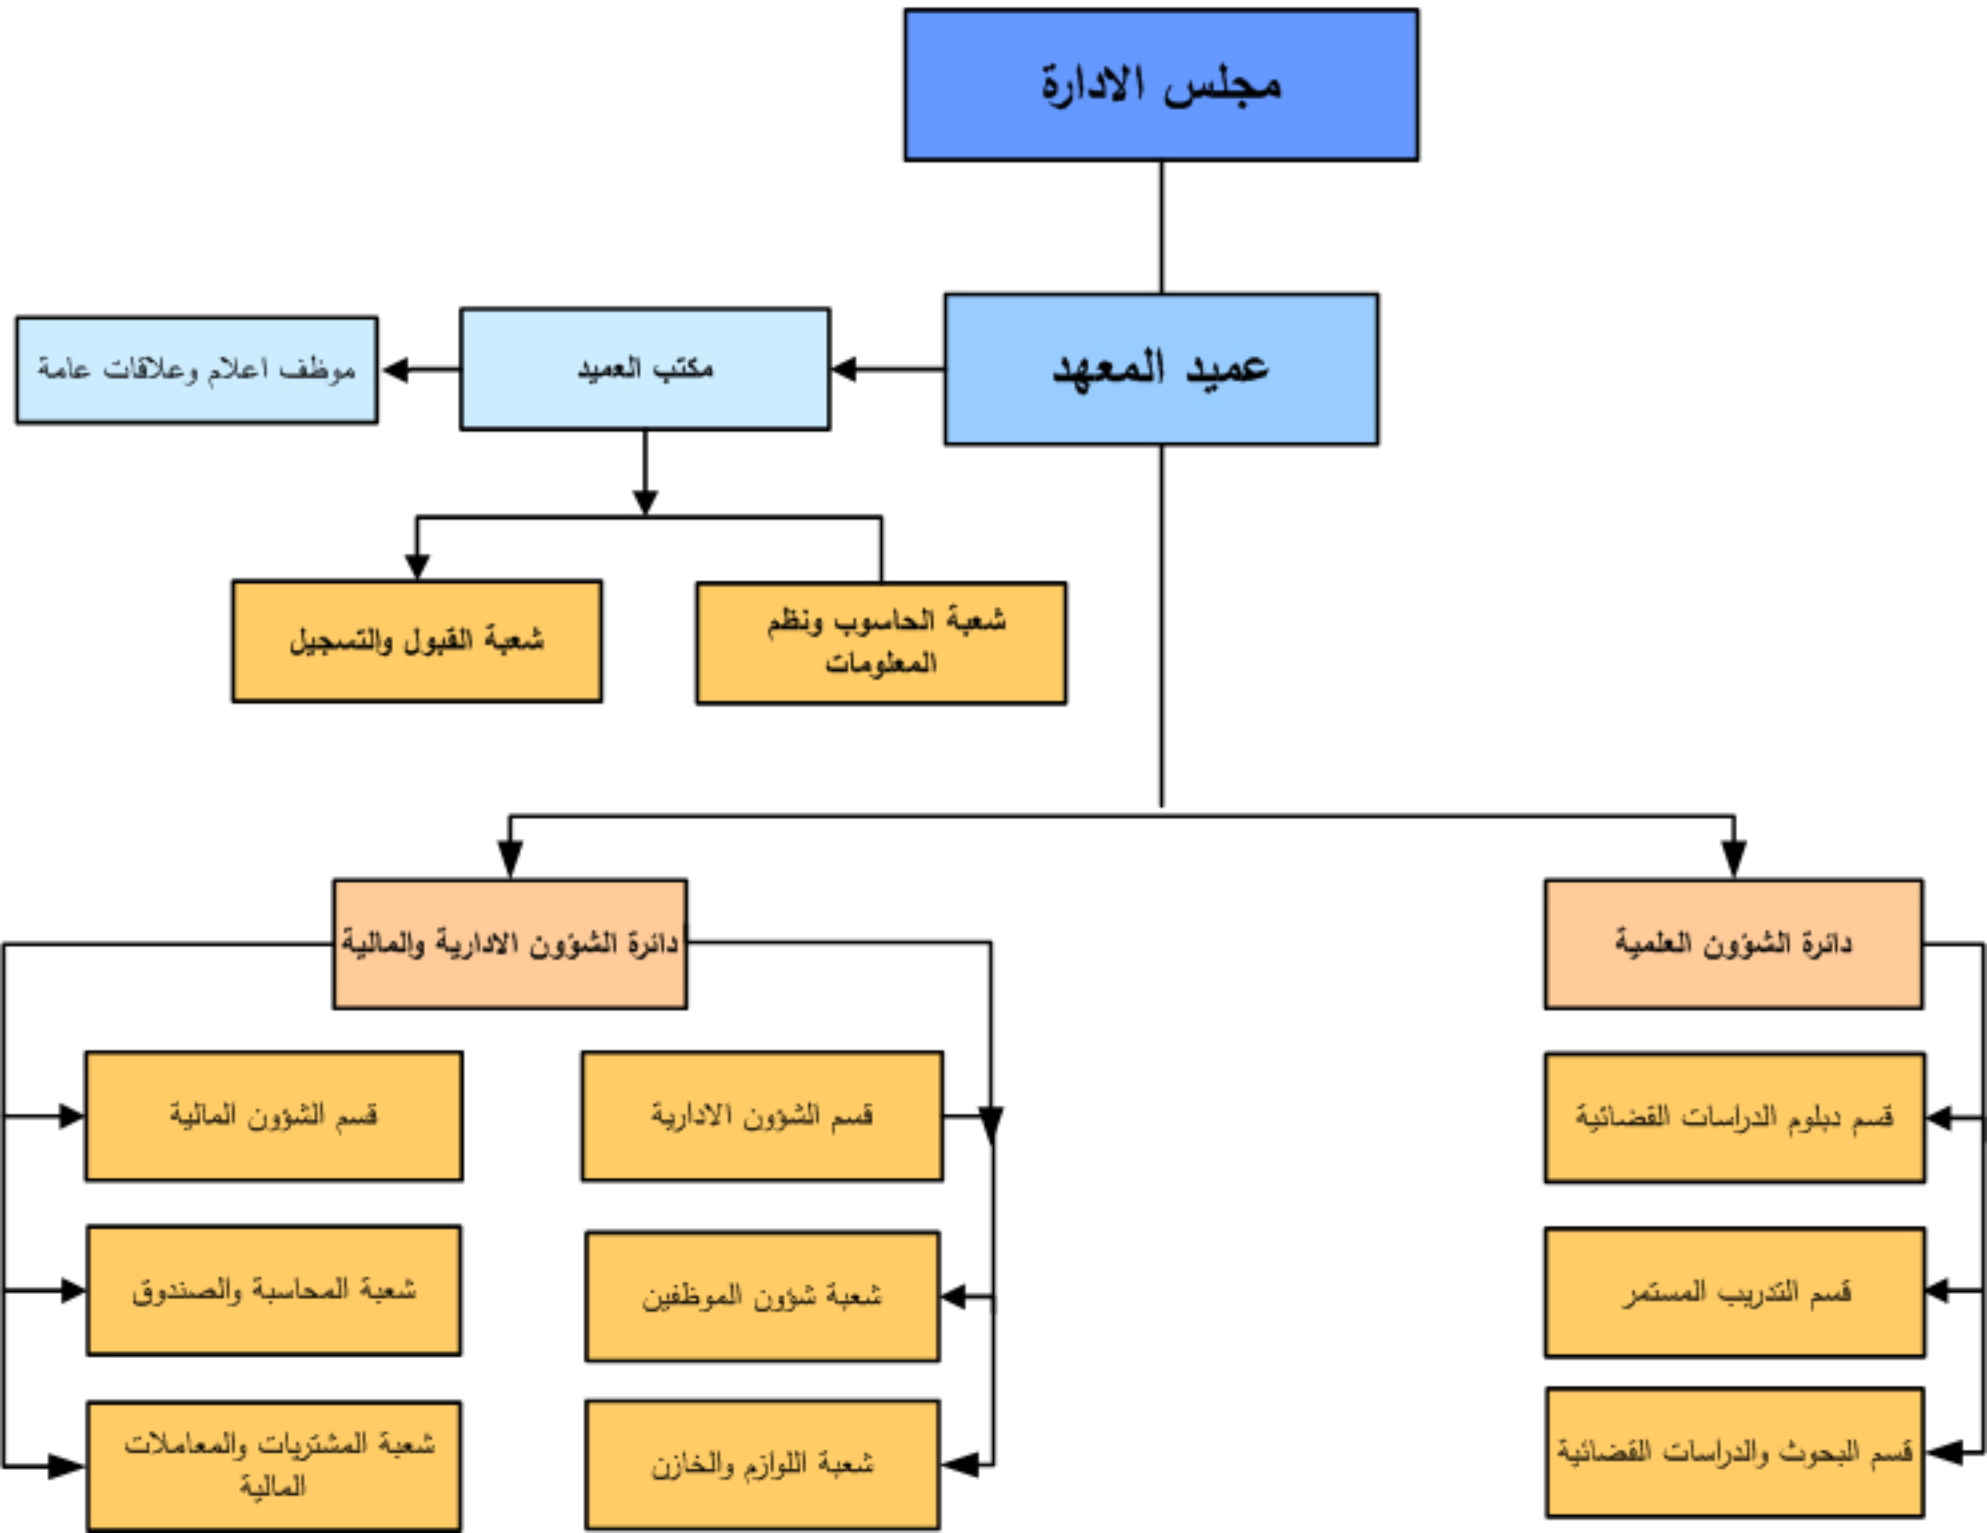 مجلس الادارة
عميد المعهد
مكتب العميد
موظف اعلام وعلاقات عامة
شعبة الحاسوب ونظم
المعلومات
شعبة القبول والتسجيل
دائرة الشؤون العلمية
دائرة الشؤون الادارية والمالية
قسم دبلوم الدراسات القضائية
قسم الشؤون الادارية
قسم الشؤون المالية
قسم التدريب المستمر
شعبة شؤون الموظفين
شعبة المحاسبة والصندوق
قسم البحوث والدراسات القضائية
شعبة اللوازم والخازن
شعبة المشتريات والمعاملات
المالية